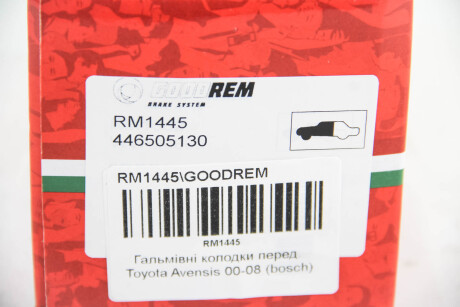 GOODREM
BRAKE SYSTEM
RM1445
446505130
RM1445\GOODREM
RM1445
Гальмівні колодки перед.
Toyota Avensis 00-08 (bosch)